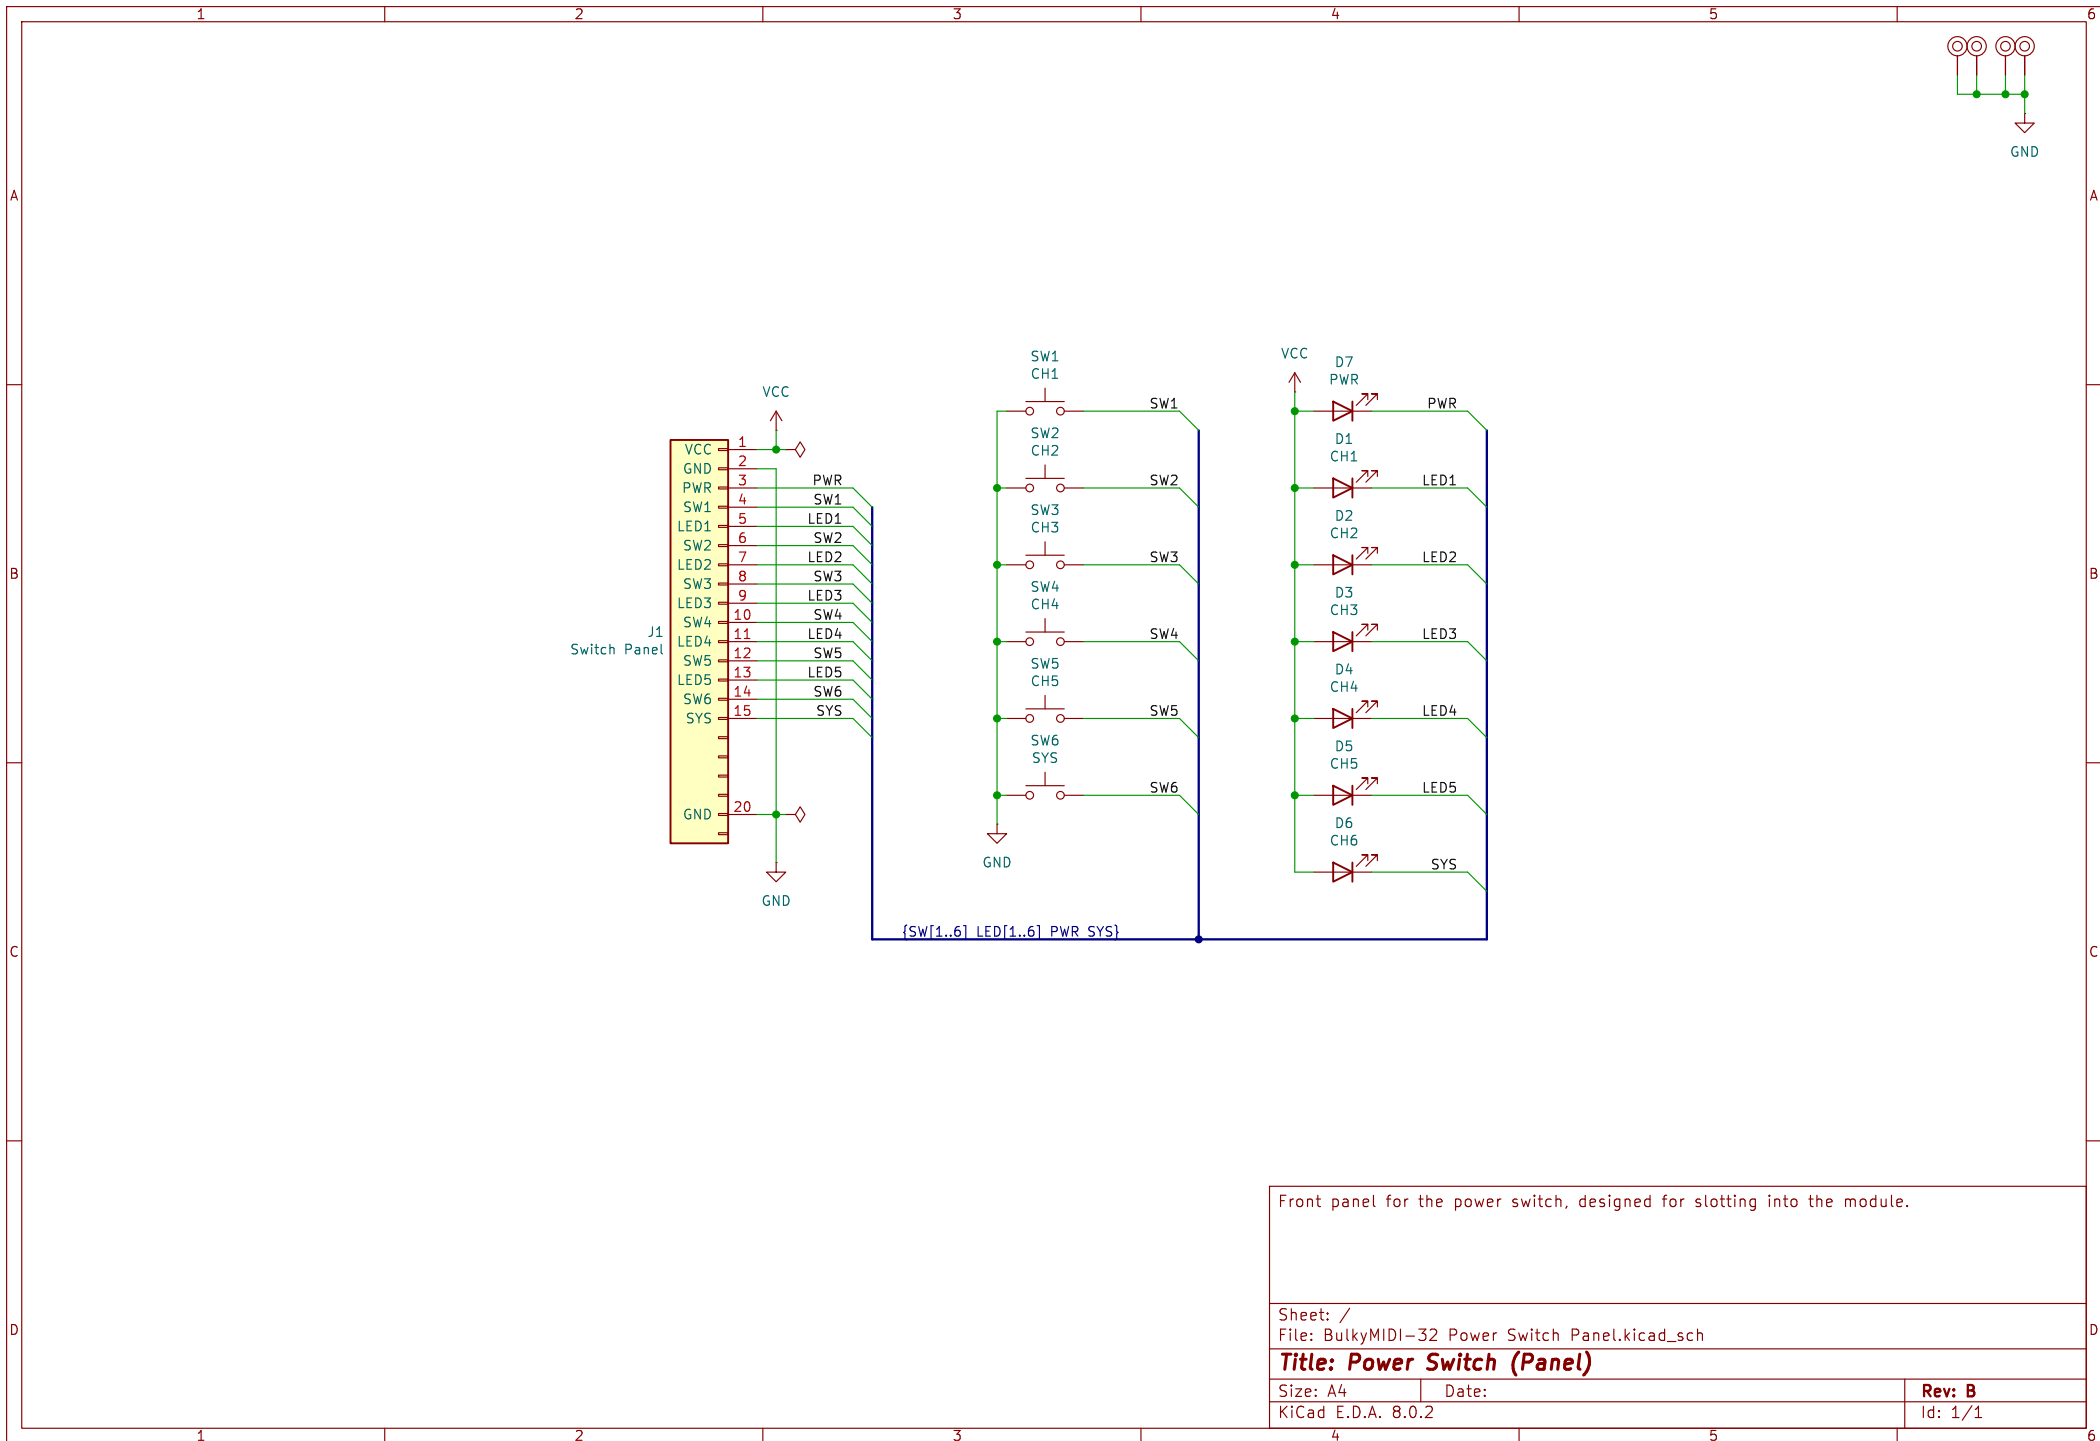 1 2 3 4 5 6
A A
B B
C C
D D
1 2 3 4 5 6
GND
VCC
J1
Switch Panel
VCC 1
GND 2
PWR 3 PWR
SW1 4 SW1
LED1 5 LED1
SW2 6 SW2
LED2 7 LED2
SW3 8 SW3
LED3 9 LED3
SW4 10 SW4
LED4 11 LED4
SW5 12 SW5
LED5 13 LED5
SW6 14 SW6
SYS 15 SYS
GND 20
GND
SW1
CH1
SW1
SW2
CH2
SW2
SW3
CH3
SW3
SW4
CH4
SW4
SW5
CH5
SW5
SW6
SYS
SW6
GND
VCC
D7
PWR
PWR
D1
CH1
LED1
D2
CH2
LED2
D3
CH3
LED3
D4
CH4
LED4
D5
CH5
LED5
D6
CH6
SYS
{SW[1..6] LED[1..6] PWR SYS}
Front panel for the power switch, designed for slotting into the module.
Sheet: /
File: BulkyMIDI-32 Power Switch Panel.kicad_sch
Title: Power Switch (Panel)
Size: A4 Date: Rev: B
KiCad E.D.A. 8.0.2 Id: 1/1